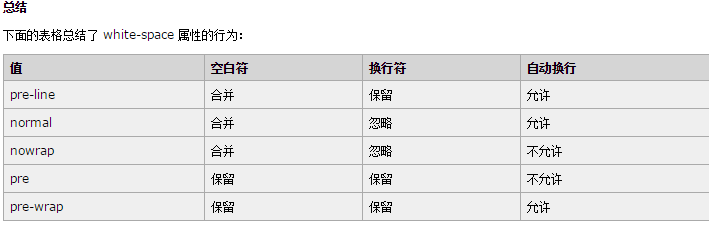 总结
下面的表格总结了 white-space 属性的行为：
值 空白符 换行符 自动换行
pre-line 合并 保留 允许
normal 合并 忽略 允许
nowrap 合并 忽略 不允许
pre 保留 保留 不允许
pre-wrap 保留 保留 允许